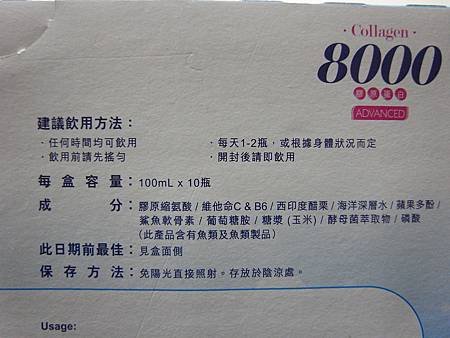 · Collagen ·
8000
膠原蛋白
ADVANCED
建議飲用方法：
· 任何時間均可飲用
· 每天1-2瓶，或根據身體狀況而定
· 飲用前請先搖勻
· 開封後請即飲用
每盒容量：100mL x 10瓶
成分：膠原縮氨酸 / 維他命C & B6 / 西印度醋栗 / 海洋深層水 / 蘋果多酚 /
鯊魚軟骨素 / 葡萄糖胺 / 糖漿 (玉米) / 酵母菌萃取物 / 磷酸
（此產品含有魚類及魚類製品）
此日期前最佳：見盒面側
保存方法：免陽光直接照射。存放於陰涼處。
Usage: